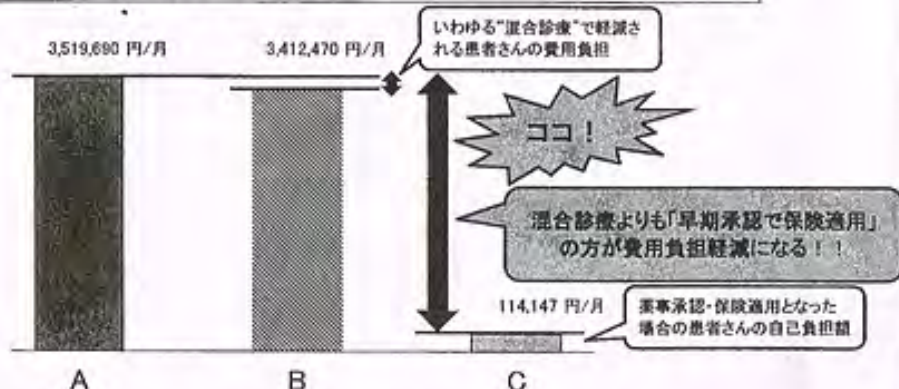 3,519,690 円/月
3,412,470 円/月
いわゆる"混合診療"で軽減さ
れる患者さんの費用負担
ココ！
混合診療よりも「早期承認で保険適用」
の方が費用負担軽減になる！！
114,147 円/月
薬事承認・保険適用となった
場合の患者さんの自己負担額
A
B
C